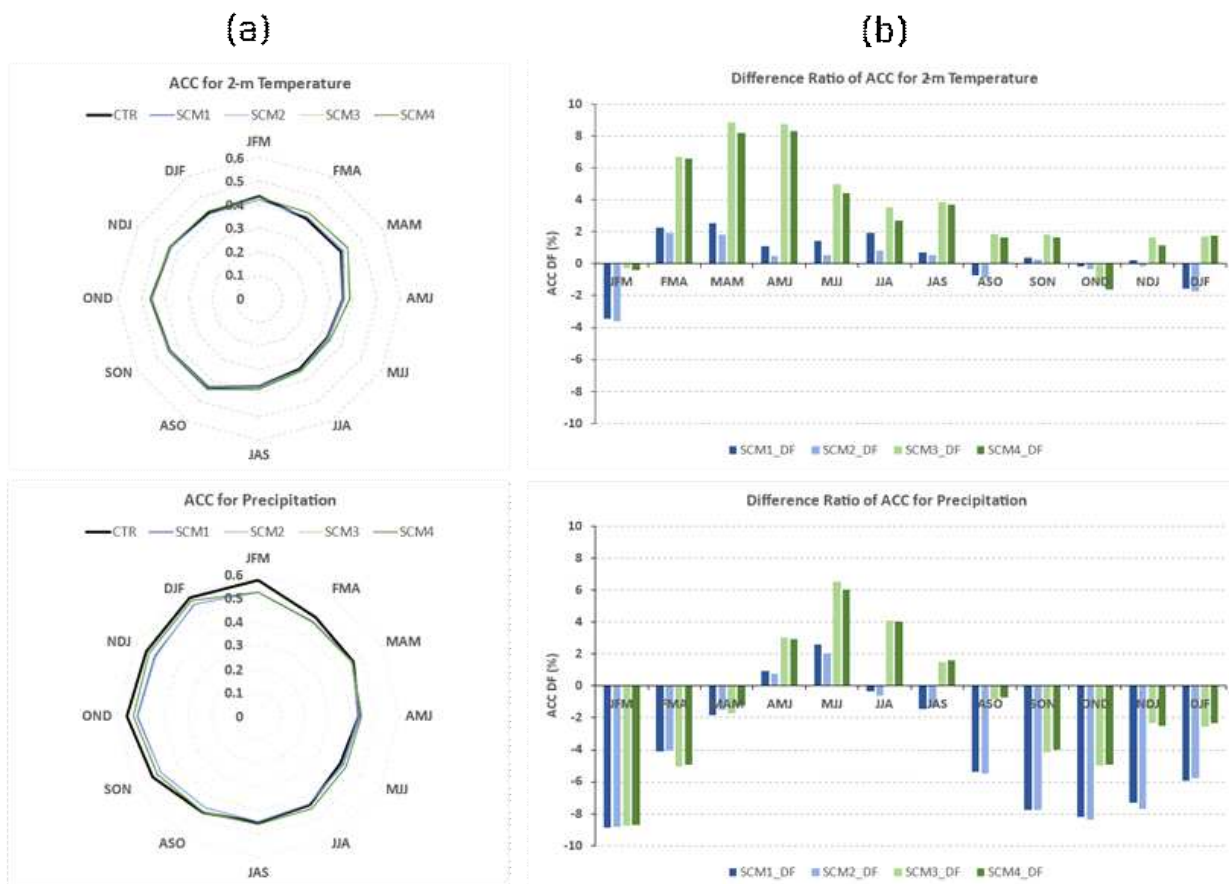 (a)
(b)
ACC for 2-m Temperature
CTR SCM1 SCM2 SCM3 SCM4
JFM
FMA
MAM
AMJ
MJJ
JJA
JAS
ASO
SON
OND
NDJ
DJF
0.6
0.5
0.4
0.3
0.2
0.1
0
Difference Ratio of ACC for 2-m Temperature
ACC DF (%)
10
8
6
4
2
0
-2
-4
-6
-8
-10
JFM FMA MAM AMJ MJJ JJA JAS ASO SON OND NDJ DJF
SCM1_DF SCM2_DF SCM3_DF SCM4_DF
ACC for Precipitation
CTR SCM1 SCM2 SCM3 SCM4
JFM
FMA
MAM
AMJ
MJJ
JJA
JAS
ASO
SON
OND
NDJ
DJF
0.6
0.5
0.4
0.3
0.2
0.1
0
Difference Ratio of ACC for Precipitation
ACC DF (%)
10
8
6
4
2
0
-2
-4
-6
-8
-10
JFM FMA MAM AMJ MJJ JJA JAS ASO SON OND NDJ DJF
SCM1_DF SCM2_DF SCM3_DF SCM4_DF